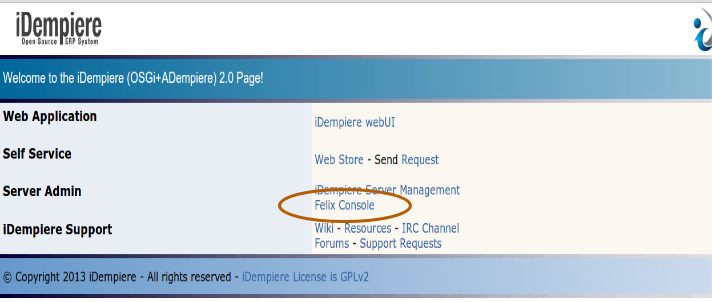 iDempiere
Open Source ERP System
Welcome to the iDempiere (OSGi+ADempiere) 2.0 Page!
Web Application
iDempiere webUI
Self Service
Web Store - Send Request
Server Admin
iDempiere Server Management
Felix Console
iDempiere Support
Wiki - Resources - IRC Channel
Forums - Support Requests
© Copyright 2013 iDempiere - All rights reserved - iDempiere License is GPLv2